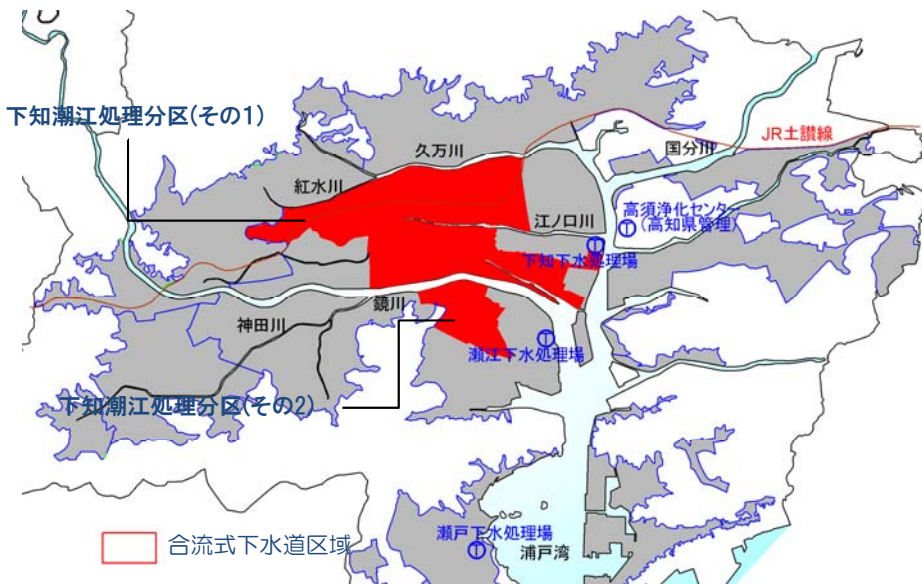 下知潮江処理分区(その1)
久万川
国分川
JR土讃線
紅水川
江ノ口川
高須浄化センター
(高知県管理)
下知下水処理場
鏡川
神田川
瀬江下水処理場
下知潮江処理分区(その2)
瀬戸下水処理場
浦戸湾
合流式下水道区域